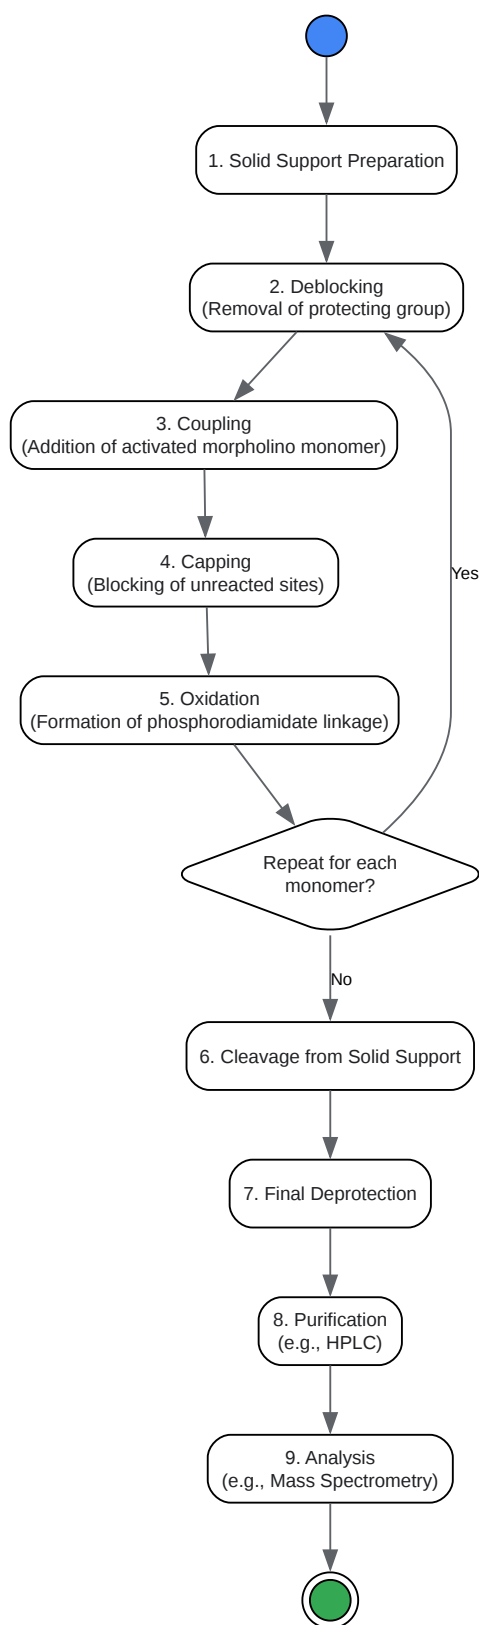 1. Solid Support Preparation
2. Deblocking
(Removal of protecting group)
3. Coupling
(Addition of activated morpholino monomer)
4. Capping
(Blocking of unreacted sites)
Yes
5. Oxidation
(Formation of phosphorodiamidate linkage)
Repeat for each
monomer?
No
6. Cleavage from Solid Support
7. Final Deprotection
8. Purification
(e.g., HPLC)
9. Analysis
(e.g., Mass Spectrometry)